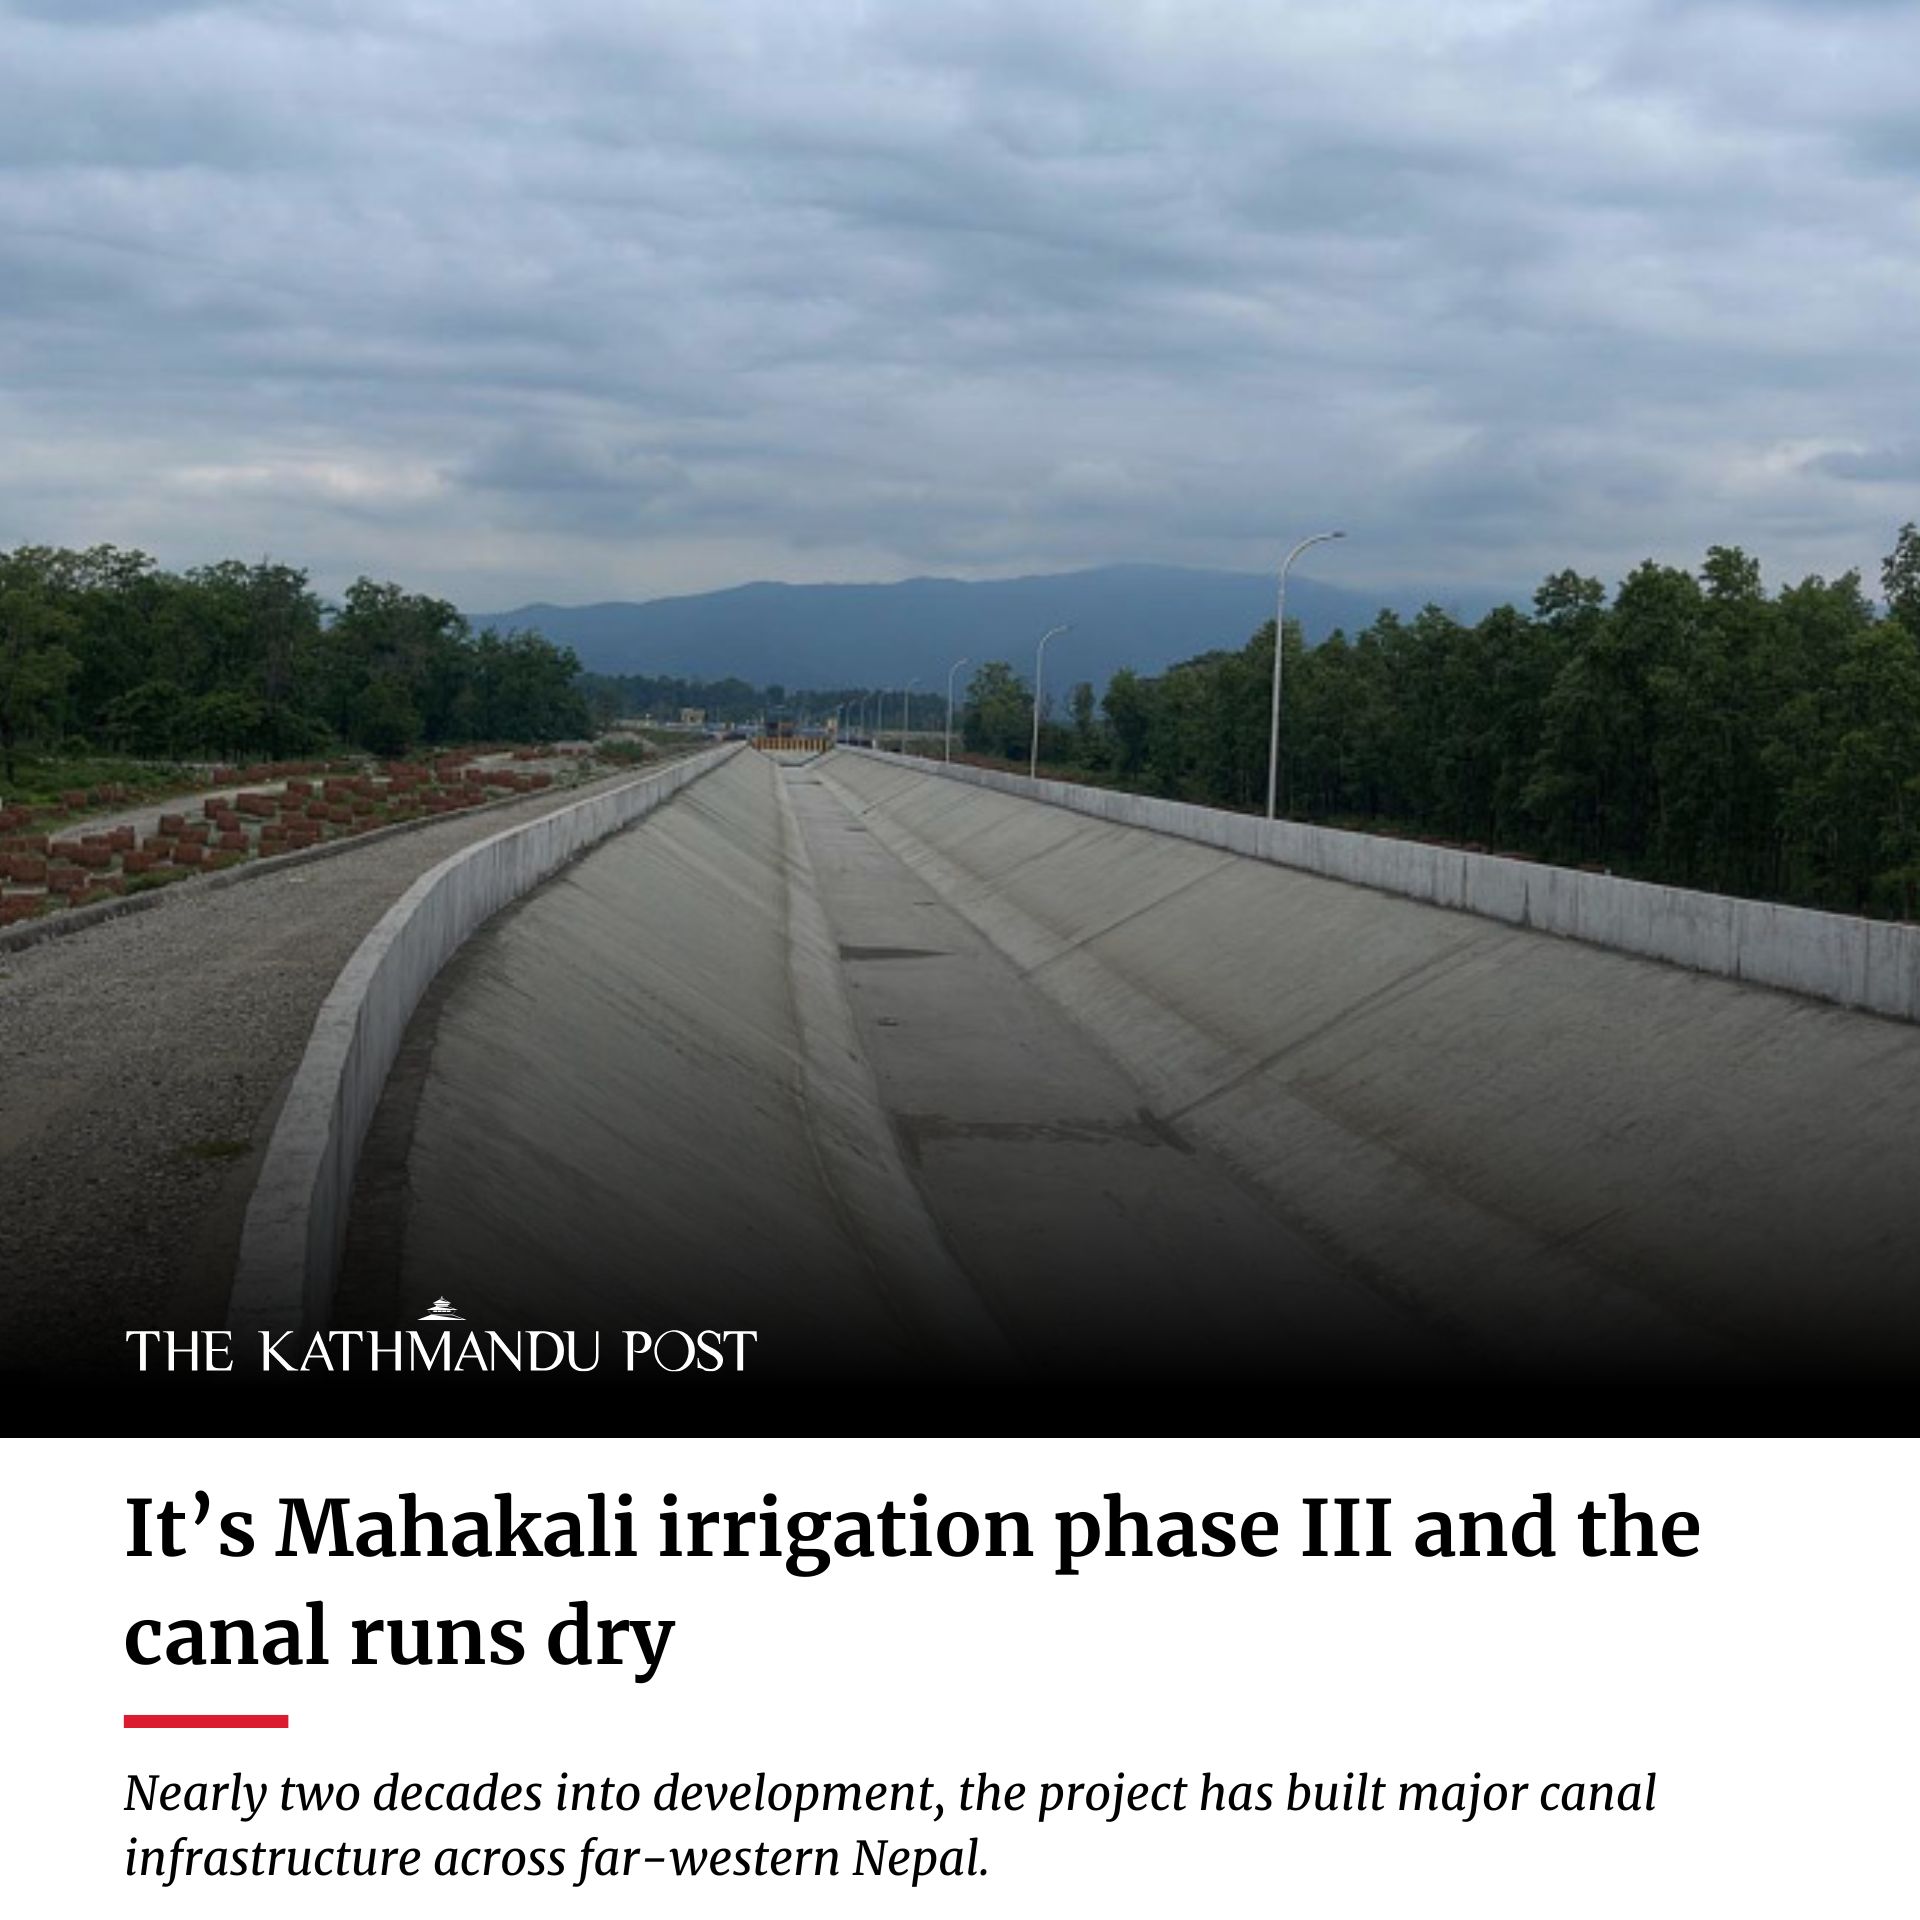 THE KATHMANDU POST
It’s Mahakali irrigation phase III and the
canal runs dry
Nearly two decades into development, the project has built major canal
infrastructure across far-western Nepal.